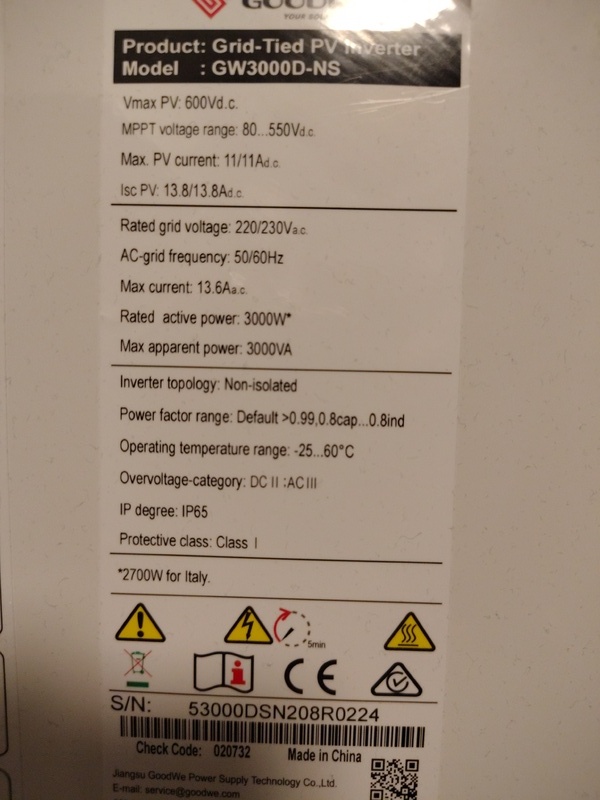 GOODWE
Product: Grid-Tied PV Inverter
Model : GW3000D-NS
Vmax PV: 600Vd.c.
MPPT voltage range: 80...550Vd.c.
Max. PV current: 11/11Ad.c.
Isc PV: 13.8/13.8Ad.c.
Rated grid voltage: 220/230Va.c.
AC-grid frequency: 50/60Hz
Max current: 13.6Aa.c.
Rated active power: 3000W*
Max apparent power: 3000VA
Inverter topology: Non-isolated
Power factor range: Default >0.99,0.8cap...0.8ind
Operating temperature range: -25...60°C
Overvoltage-category: DC II :AC III
IP degree: IP65
Protective class: Class I
*2700W for Italy.
5min
CE
S/N: 53000DSN208R0224
Check Code: 020732 Made in China
Jiangsu GoodWe Power Supply Technology Co.,Ltd.
E-mail: service@goodwe.com